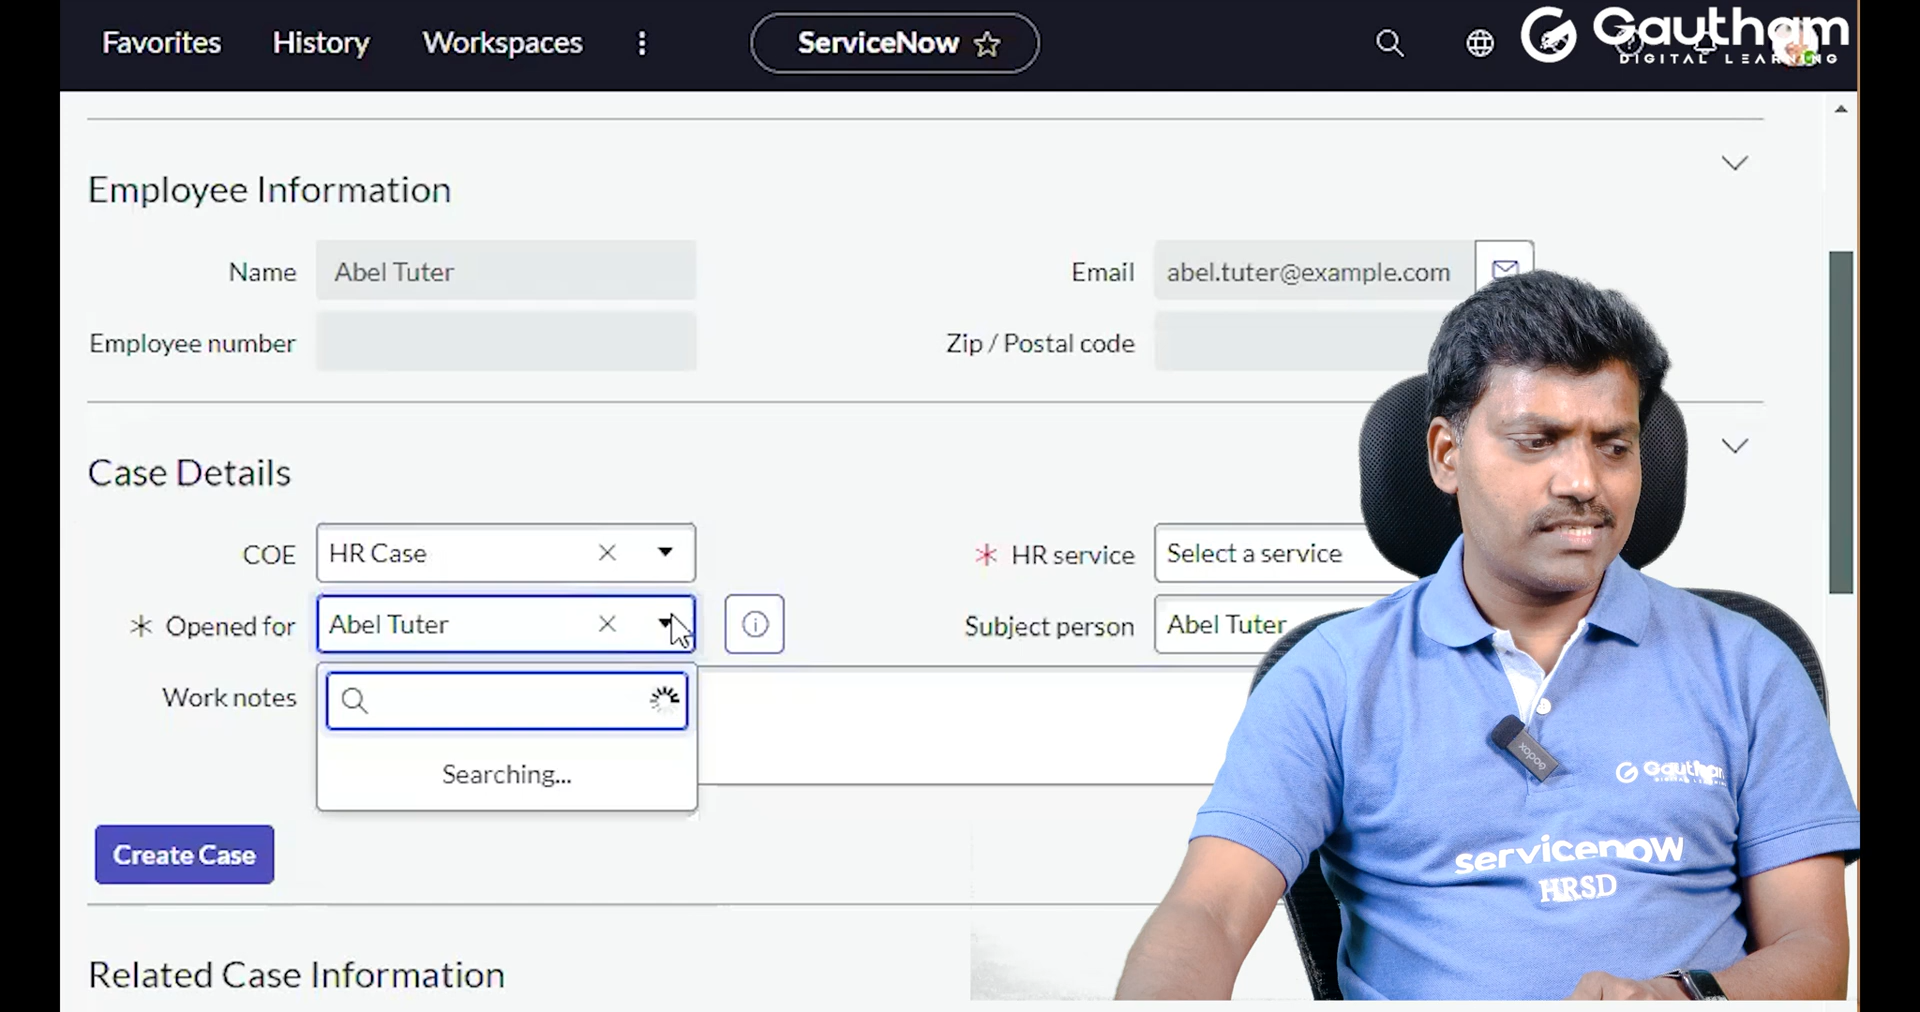 Favorites History Workspaces ServiceNow
Gautham
DIGITAL LEARNING
Employee Information
Name Abel Tuter Email abel.tuter@example.com
Employee number Zip / Postal code
Case Details
COE HR Case HR service Select a service
* Opened for Abel Tuter Subject person Abel Tuter
Work notes
Searching...
Create Case
Related Case Information
GODOX
Gautham
servicenow
HRSD